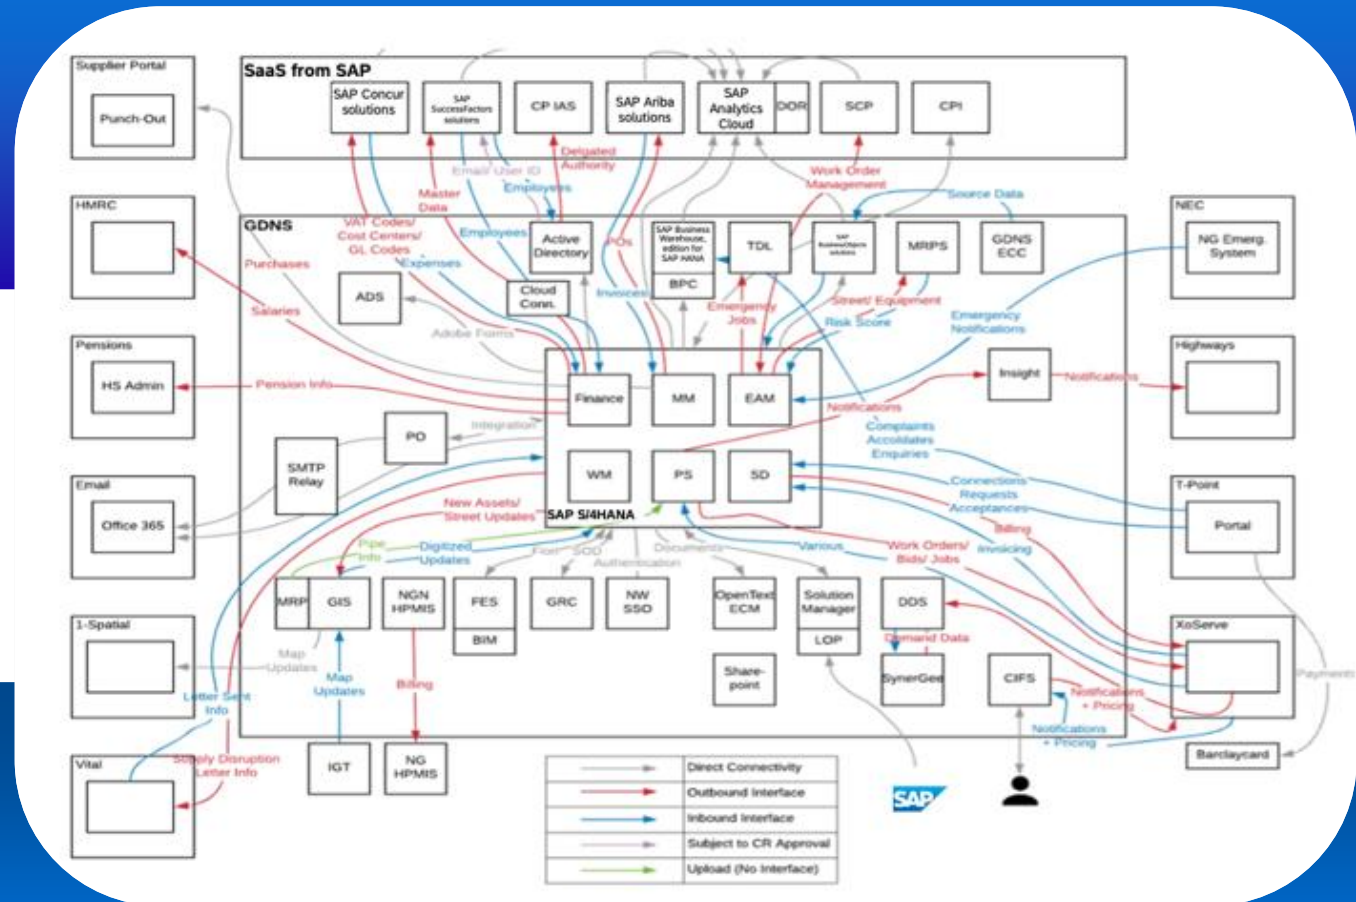 Supplier Portal
Punch-Out
SaaS from SAP
SAP Concur
solutions
SAP
SuccessFactors
solutions
CP IAS
SAP Ariba
solutions
SAP
Analytics
Cloud
DOR
SCP
CPI
Email/ User ID
Employees
Delgated
Authority
Work Order
Management
Source Data
Master
Data
HMRC
GDNS
VAT Codes/
Cost Centers/
GL Codes
Employees
Expenses
Purchases
Salaries
ADS
Adobe Forms
Active
Directory
Cloud
Conn.
POs
Invoices
SAP Business
Warehouse,
edition for
SAP HANA
BPC
TDL
SAP
BusinessObjects
solutions
MRPS
GDNS
ECC
NEC
NG Emerg.
System
Emergency
Jobs
Street/ Equipment
Risk Score
Emergency
Notifications
Pensions
HS Admin
Pension Info
Finance
MM
EAM
Insight
Notifications
Notifications
Highways
PO
Integration
SMTP
Relay
WM
PS
SD
SAP S/4HANA
Complaints
Accoldates
Enquiries
Connections
Requests
Acceptances
Email
Office 365
New Assets/
Street Updates
T-Point
Portal
Pipe
Info
Digitized
Updates
Fiori
SOD
Authentication
Documents
Various
Work Orders/
Bids/ Jobs
Billing
Invoicing
MRP
GIS
NGN
HPMIS
FES
BIM
GRC
NW
SSO
OpenText
ECM
Solution
Manager
LOP
DDS
Demand Data
SynerGee
Share-
point
CIFS
1-Spatial
Map
Updates
Map
Updates
Billing
Letter Sent
Info
XoServe
Payments
Notifications
+ Pricing
Notifications
+ Pricing
Barclaycard
Vital
Supply Disruption
Letter Info
IGT
NG
HPMIS
Direct Connectivity
Outbound Interface
Inbound Interface
Subject to CR Approval
Upload (No Interface)
SAP